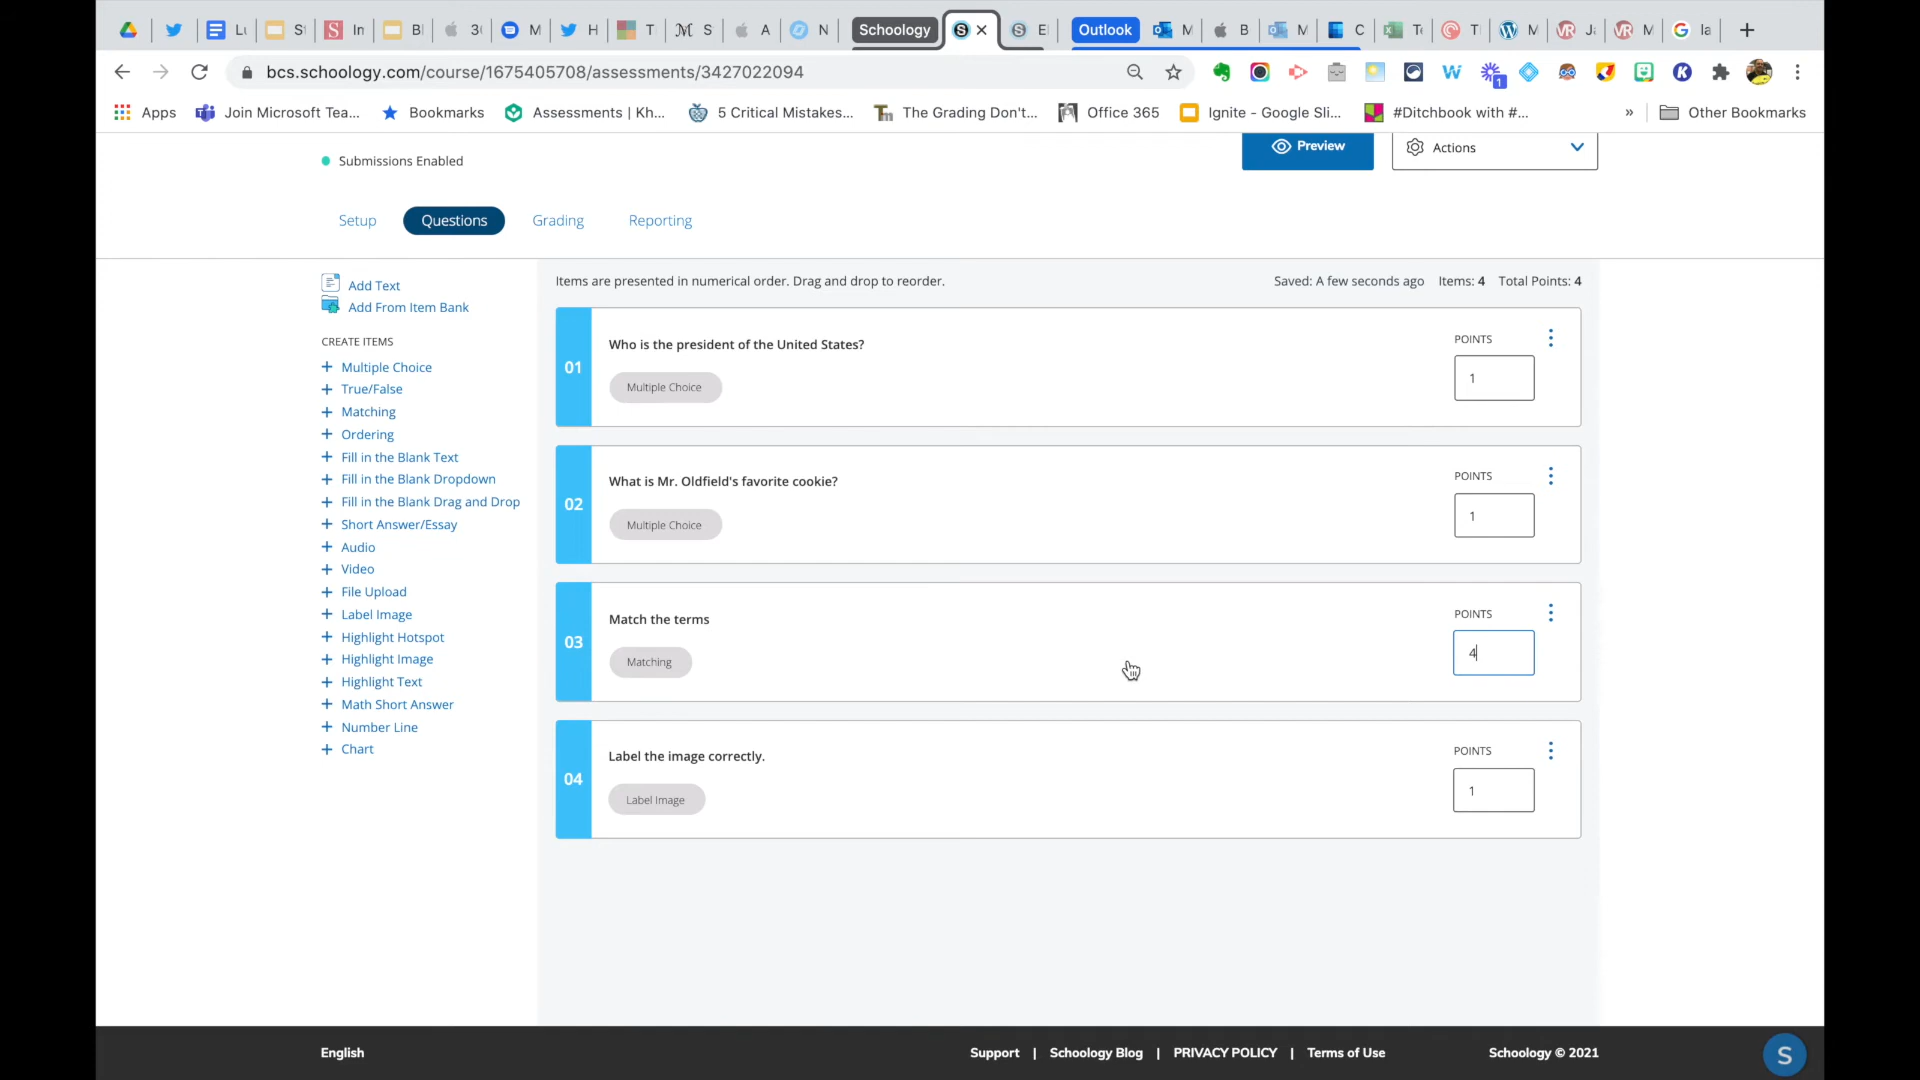 Lu
S
In
B
3(
M
H
T
S
A
N
Schoology
El
Outlook
M
B
M
C
Te
T
M
Ja
M
la
bcs.schoology.com/course/1675405708/assessments/3427022094
1
Apps
Join Microsoft Tea...
Bookmarks
Assessments | Kh...
5 Critical Mistakes...
The Grading Don't...
Office 365
Ignite - Google Sli...
#Ditchbook with #...
»
Other Bookmarks
Submissions Enabled
Preview
Actions
Setup
Questions
Grading
Reporting
Add Text
Add From Item Bank
CREATE ITEMS
+ Multiple Choice
+ True/False
+ Matching
+ Ordering
+ Fill in the Blank Text
+ Fill in the Blank Dropdown
+ Fill in the Blank Drag and Drop
+ Short Answer/Essay
+ Audio
+ Video
+ File Upload
+ Label Image
+ Highlight Hotspot
+ Highlight Image
+ Highlight Text
+ Math Short Answer
+ Number Line
+ Chart
Items are presented in numerical order. Drag and drop to reorder.
Saved: A few seconds ago Items: 4 Total Points: 4
01
Who is the president of the United States?
Multiple Choice
POINTS
1
02
What is Mr. Oldfield's favorite cookie?
Multiple Choice
POINTS
1
03
Match the terms
Matching
POINTS
4
04
Label the image correctly.
Label Image
POINTS
1
English
Support | Schoology Blog | PRIVACY POLICY | Terms of Use
Schoology © 2021
S